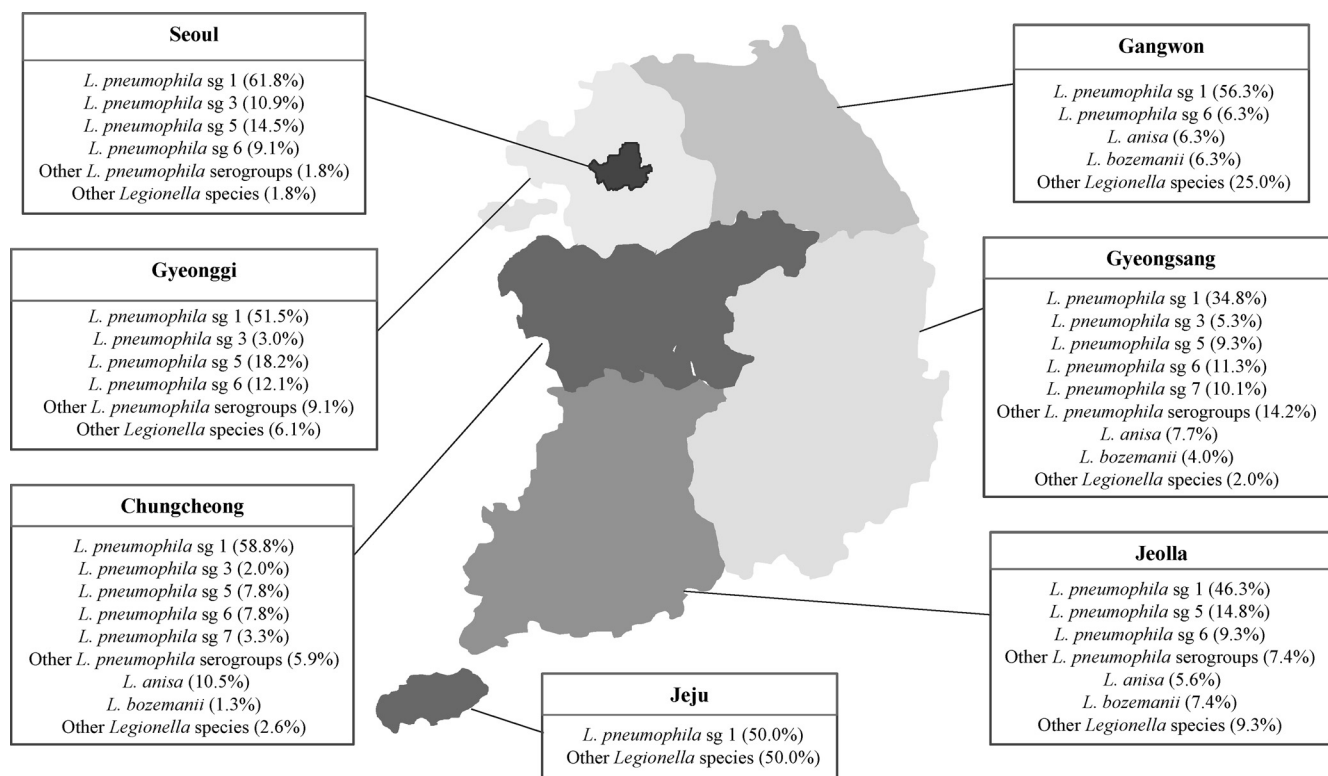 Seoul
L. pneumophila sg 1 (61.8%)
L. pneumophila sg 3 (10.9%)
L. pneumophila sg 5 (14.5%)
L. pneumophila sg 6 (9.1%)
Other L. pneumophila serogroups (1.8%)
Other Legionella species (1.8%)
Gyeonggi
L. pneumophila sg 1 (51.5%)
L. pneumophila sg 3 (3.0%)
L. pneumophila sg 5 (18.2%)
L. pneumophila sg 6 (12.1%)
Other L. pneumophila serogroups (9.1%)
Other Legionella species (6.1%)
Chungcheong
L. pneumophila sg 1 (58.8%)
L. pneumophila sg 3 (2.0%)
L. pneumophila sg 5 (7.8%)
L. pneumophila sg 6 (7.8%)
L. pneumophila sg 7 (3.3%)
Other L. pneumophila serogroups (5.9%)
L. anisa (10.5%)
L. bozemanii (1.3%)
Other Legionella species (2.6%)
Jeju
L. pneumophila sg 1 (50.0%)
Other Legionella species (50.0%)
Gangwon
L. pneumophila sg 1 (56.3%)
L. pneumophila sg 6 (6.3%)
L. anisa (6.3%)
L. bozemanii (6.3%)
Other Legionella species (25.0%)
Gyeongsang
L. pneumophila sg 1 (34.8%)
L. pneumophila sg 3 (5.3%)
L. pneumophila sg 5 (9.3%)
L. pneumophila sg 6 (11.3%)
L. pneumophila sg 7 (10.1%)
Other L. pneumophila serogroups (14.2%)
L. anisa (7.7%)
L. bozemanii (4.0%)
Other Legionella species (2.0%)
Jeolla
L. pneumophila sg 1 (46.3%)
L. pneumophila sg 5 (14.8%)
L. pneumophila sg 6 (9.3%)
Other L. pneumophila serogroups (7.4%)
L. anisa (5.6%)
L. bozemanii (7.4%)
Other Legionella species (9.3%)